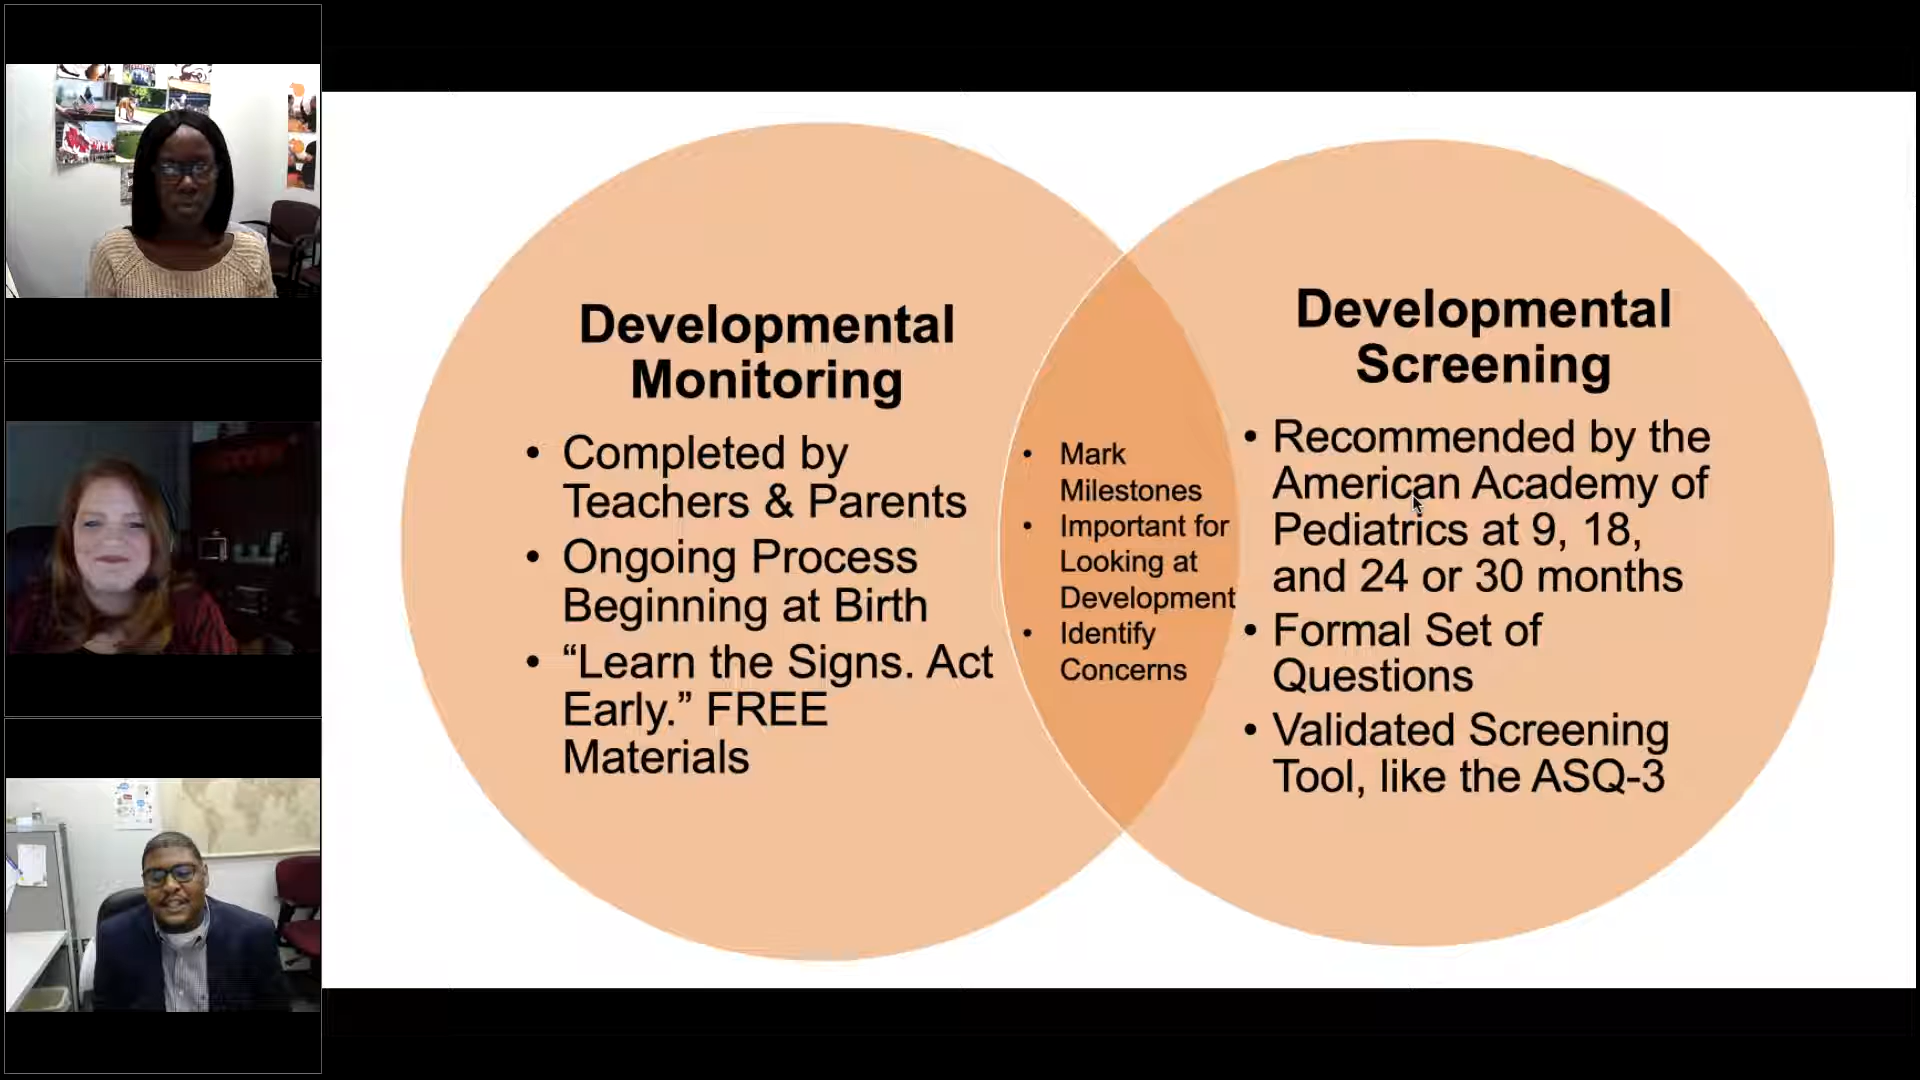 Developmental
Monitoring
• Completed by
Teachers & Parents
• Ongoing Process
Beginning at Birth
• “Learn the Signs. Act
Early.” FREE
Materials
• Mark
Milestones
• Important for
Looking at
Development
• Identify
Concerns
Developmental
Screening
• Recommended by the
American Academy of
Pediatrics at 9, 18,
and 24 or 30 months
• Formal Set of
Questions
• Validated Screening
Tool, like the ASQ-3